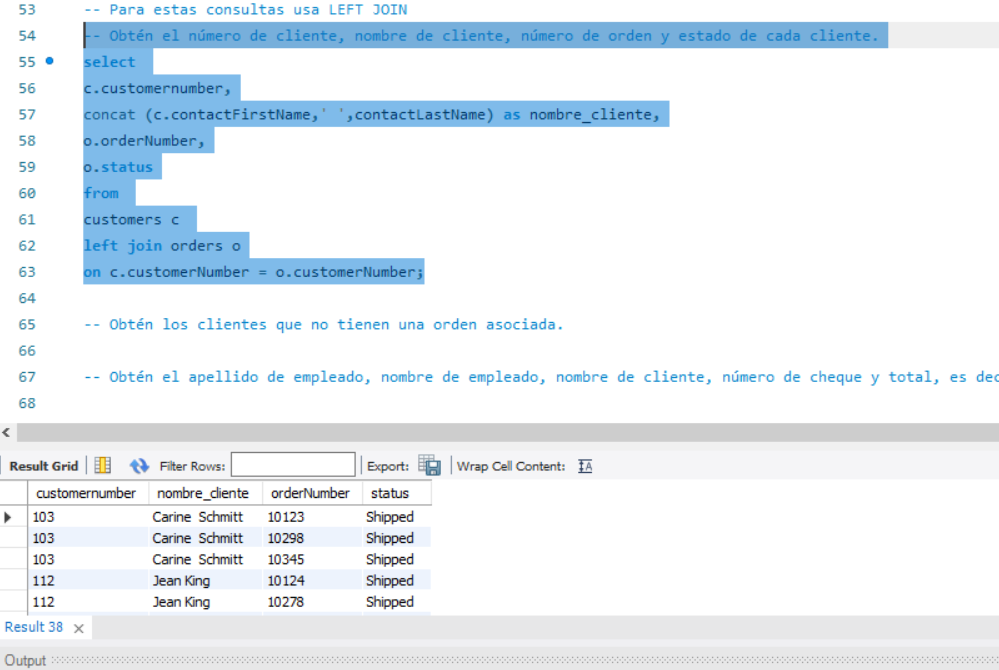 53 -- Para estas consultas usa LEFT JOIN
54 -- Obtén el número de cliente, nombre de cliente, número de orden y estado de cada cliente.
55 select
56 c.customernumber,
57 concat (c.contactFirstName,' ',contactLastName) as nombre_cliente,
58 o.orderNumber,
59 o.status
60 from
61 customers c
62 left join orders o
63 on c.customerNumber = o.customerNumber;
64
65 -- Obtén los clientes que no tienen una orden asociada.
66
67 -- Obtén el apellido de empleado, nombre de empleado, nombre de cliente, número de cheque y total, es dec
68
Result Grid Filter Rows: Export: Wrap Cell Content: IA
customernumber nombre_cliente orderNumber status
103 Carine Schmitt 10123 Shipped
103 Carine Schmitt 10298 Shipped
103 Carine Schmitt 10345 Shipped
112 Jean King 10124 Shipped
112 Jean King 10278 Shipped
Result 38
Output